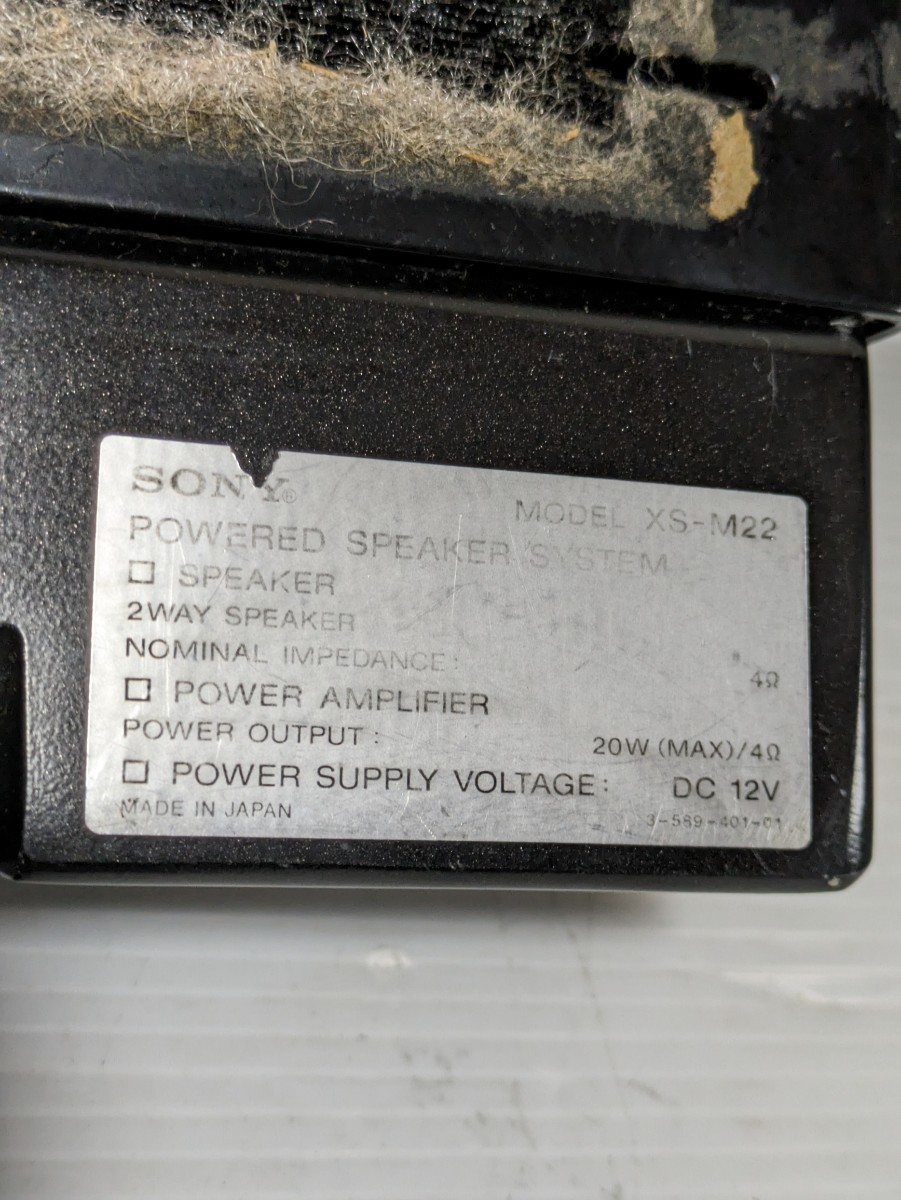 SONY®
MODEL XS-M22
POWERED SPEAKER SYSTEM
□ SPEAKER
2WAY SPEAKER
NOMINAL IMPEDANCE: 4Ω
□ POWER AMPLIFIER
POWER OUTPUT: 20W (MAX)/4Ω
□ POWER SUPPLY VOLTAGE: DC 12V
MADE IN JAPAN 3-569-401-01